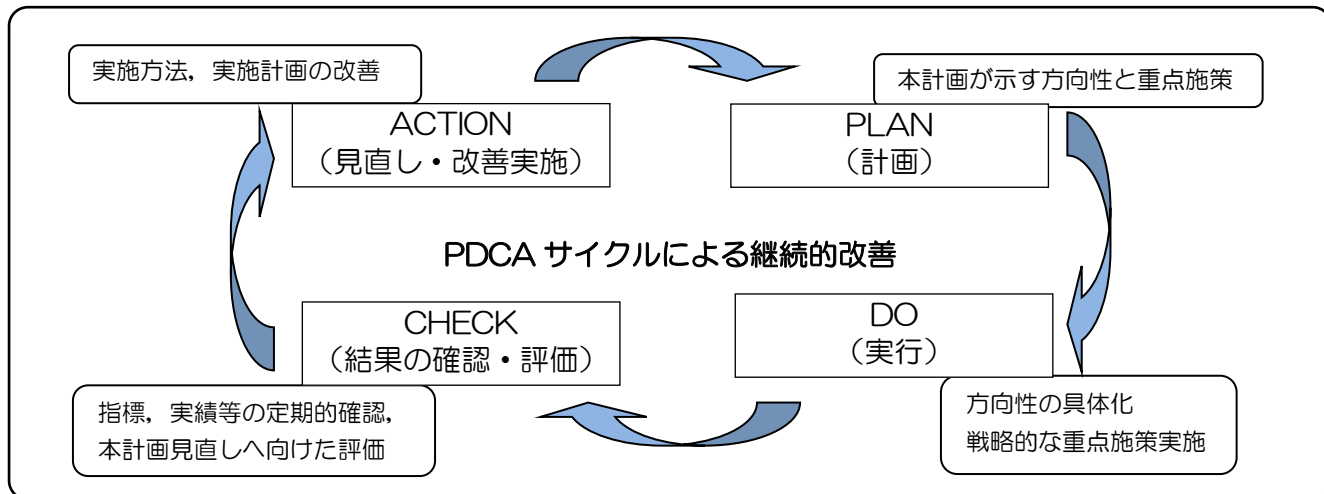 実施方法，実施計画の改善
ACTION
（見直し・改善実施）
本計画が示す方向性と重点施策
PLAN
（計画）
PDCA サイクルによる継続的改善
CHECK
（結果の確認・評価）
指標，実績等の定期的確認，
本計画見直しへ向けた評価
DO
（実行）
方向性の具体化
戦略的な重点施策実施